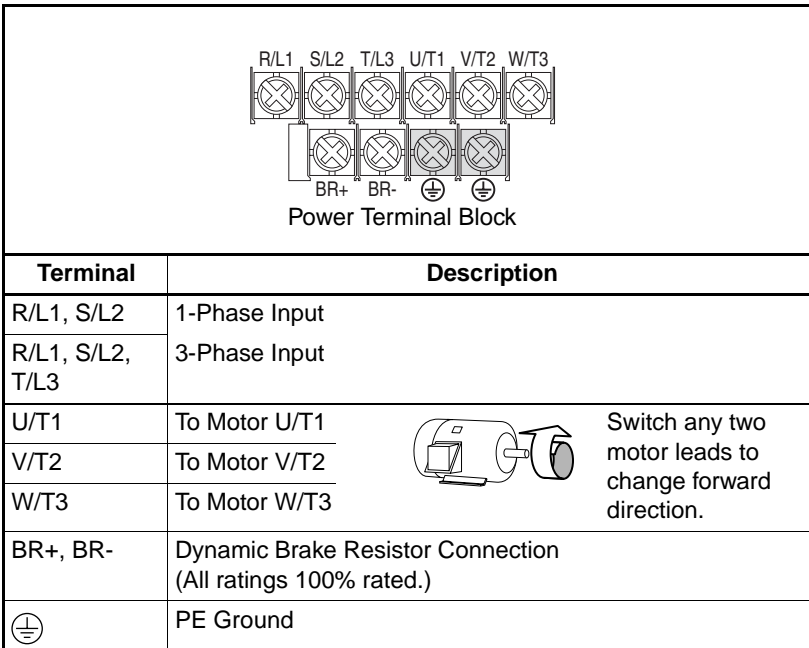 R/L1 S/L2 T/L3 U/T1 V/T2 W/T3
BR+ BR-
Power Terminal Block
Terminal Description
R/L1, S/L2 1-Phase Input
R/L1, S/L2, 3-Phase Input
T/L3
U/T1 To Motor U/T1
V/T2 To Motor V/T2
W/T3 To Motor W/T3
Switch any two
motor leads to
change forward
direction.
BR+, BR- Dynamic Brake Resistor Connection
(All ratings 100% rated.)
PE Ground